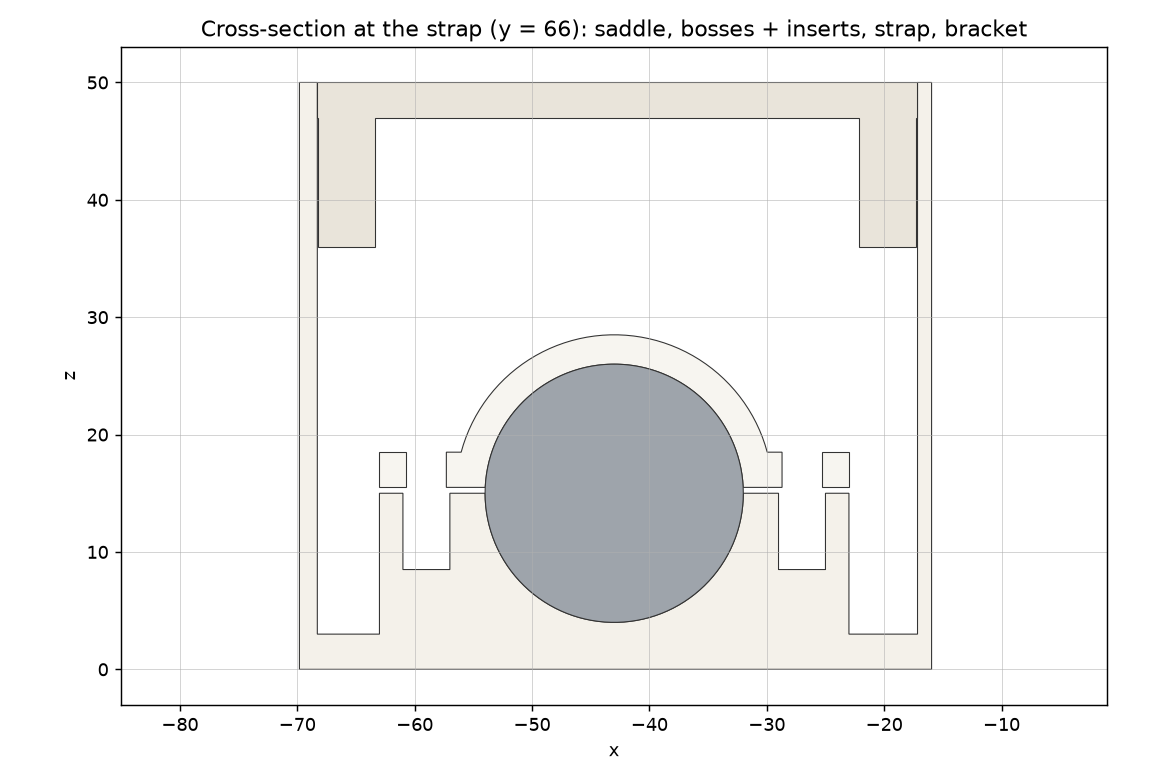 Cross-section at the strap (y = 66): saddle, bosses + inserts, strap, bracket
50
40
30
20
10
0
z
−80 −70 −60 −50 −40 −30 −20 −10
x